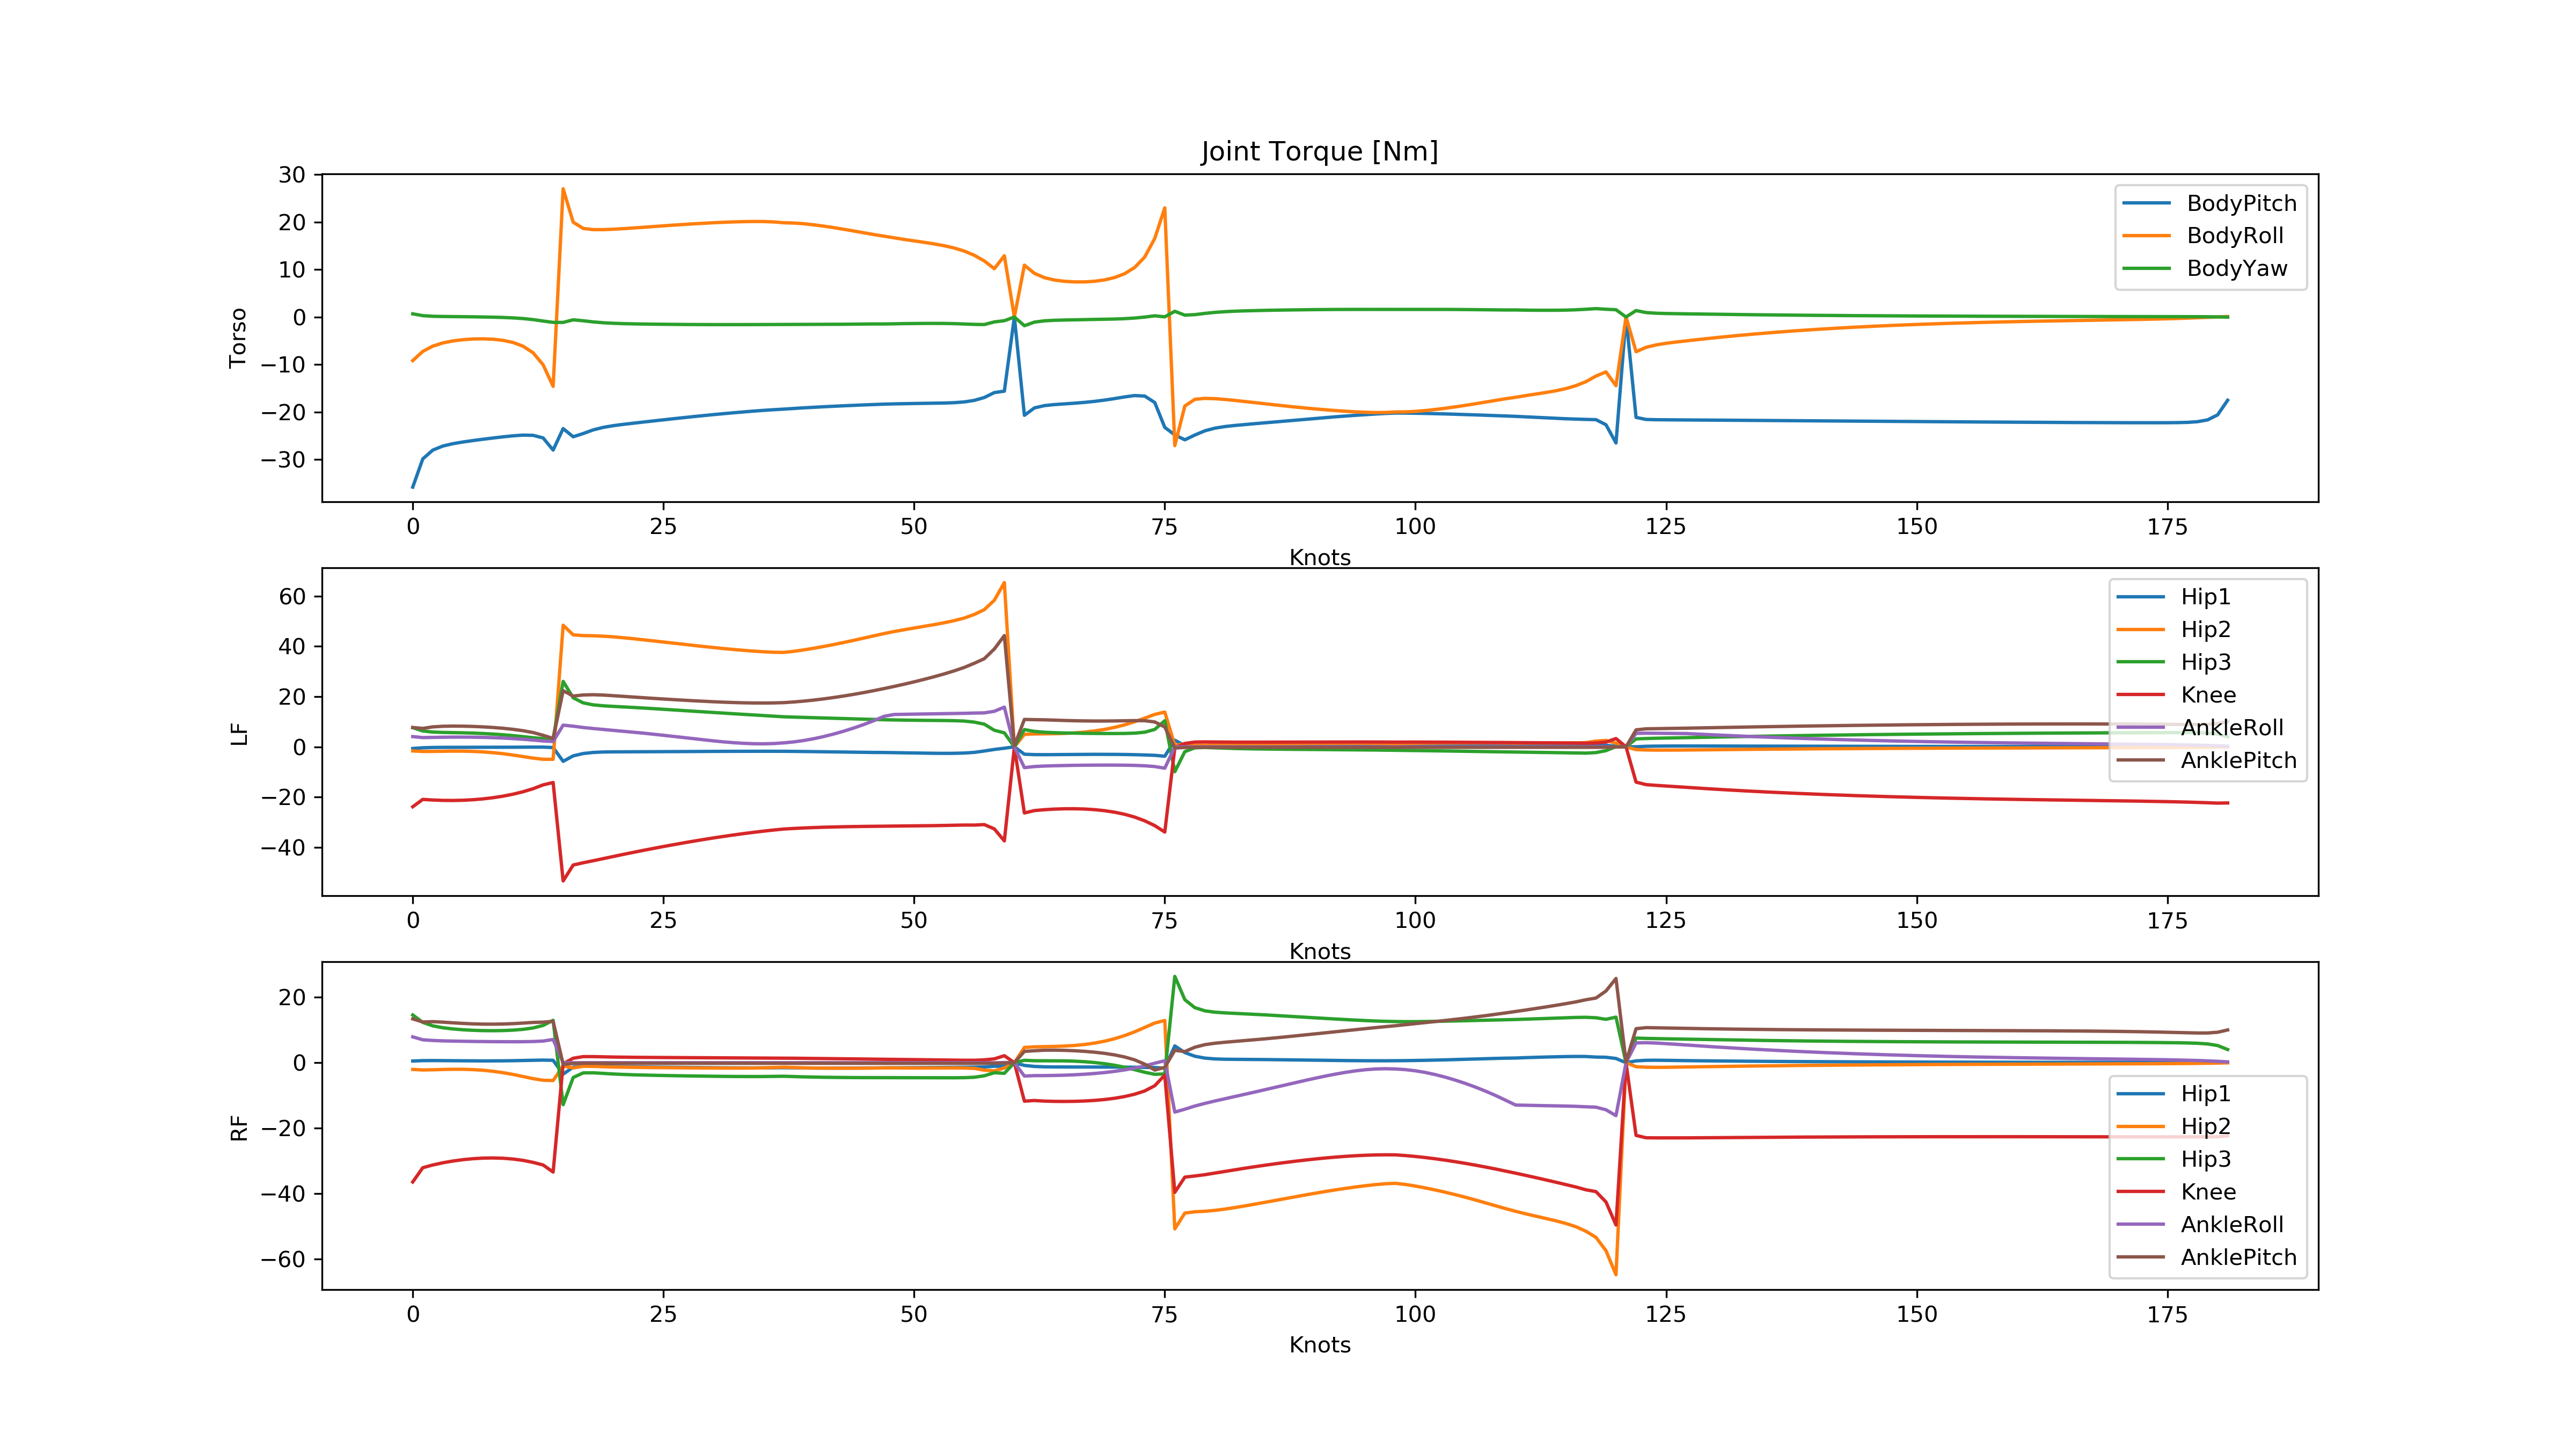 Joint Torque [Nm]
30
20
10
0
−10
−20
−30
Torso
BodyPitch
BodyRoll
BodyYaw
0 25 50 75 100 125 150 175
Knots
60
40
20
0
−20
−40
LF
Hip1
Hip2
Hip3
Knee
AnkleRoll
AnklePitch
0 25 50 75 100 125 150 175
Knots
20
0
−20
−40
−60
RF
Hip1
Hip2
Hip3
Knee
AnkleRoll
AnklePitch
0 25 50 75 100 125 150 175
Knots